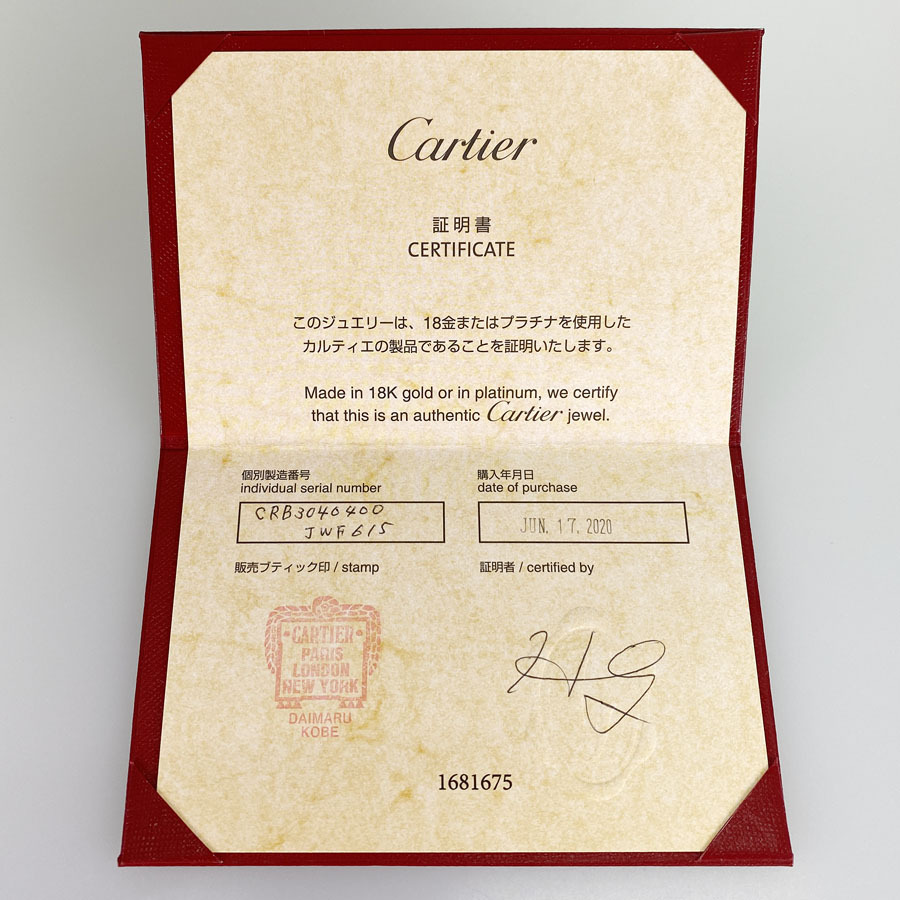 Cartier
証明書
CERTIFICATE
このジュエリーは、18金またはプラチナを使用した
カルティエの製品であることを証明いたします。
Made in 18K gold or in platinum, we certify
that this is an authentic Cartier jewel.
個別製造番号
individual serial number
CRB3040400
JWF615
購入年月日
date of purchase
JUN. 17. 2020
販売ブティック印 / stamp
証明者 / certified by
CARTIER
PARIS
LONDON
NEW YORK
DAIMARU
KOBE
1681675